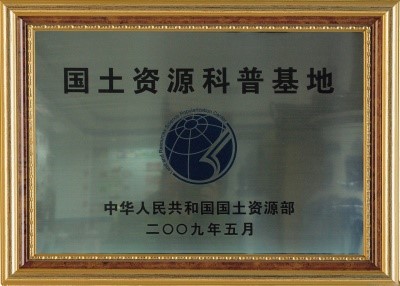 国土资源科普基地
中华人民共和国国土资源部
二〇〇九年五月